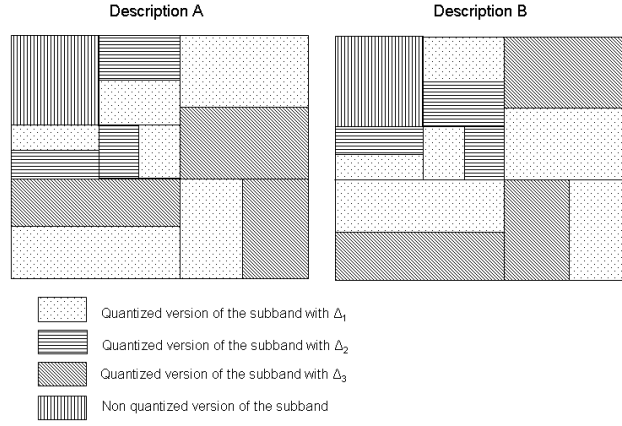 Description A
Description B
Quantized version of the subband with Δ1
Quantized version of the subband with Δ2
Quantized version of the subband with Δ3
Non quantized version of the subband